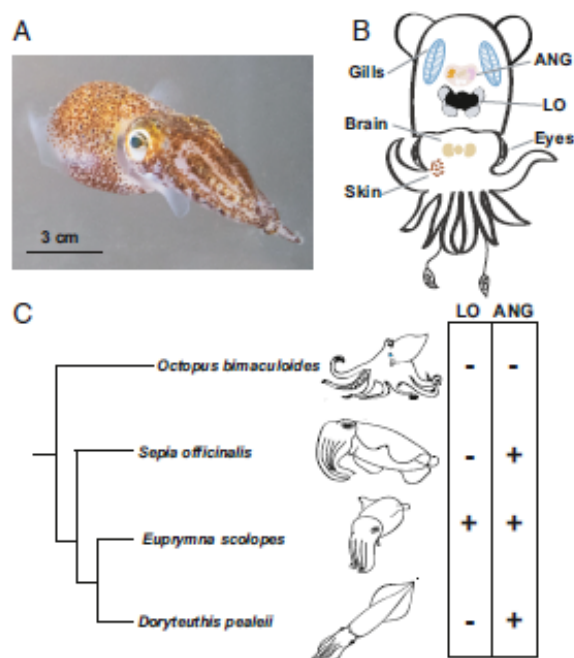 A
3 cm
B
Gills
ANG
LO
Brain
Eyes
Skin
C
LO ANG
Octopus bimaculoides - -
Sepia officinalis - +
Euprymna scolopes + +
Doryteuthis pealeii - +